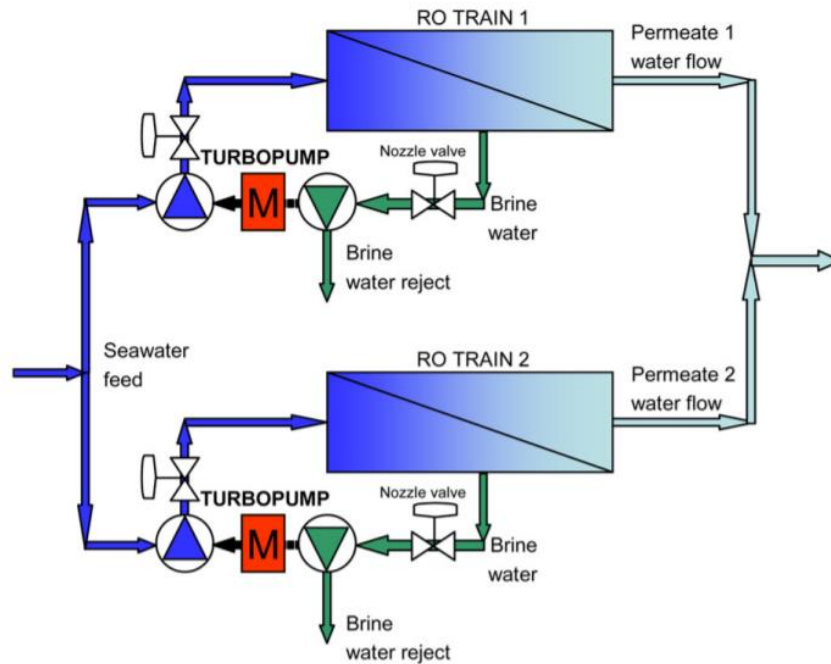 RO TRAIN 1
Permeate 1
water flow
Nozzle valve
TURBOPUMP
M
Brine
water
Brine
water reject
Seawater
feed
RO TRAIN 2
Permeate 2
water flow
Nozzle valve
TURBOPUMP
M
Brine
water
Brine
water reject